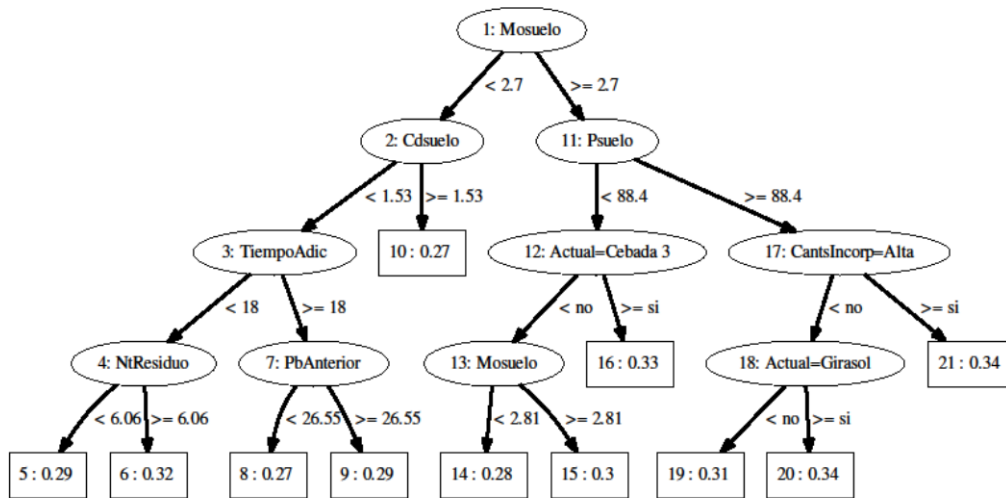 1: Mosuelo
< 2.7
>= 2.7
2: Cdsuelo
11: Psuelo
< 1.53
>= 1.53
< 88.4
>= 88.4
3: TiempoAdic
10 : 0.27
12: Actual=Cebada 3
17: CantsIncorp=Alta
< 18
>= 18
< no
>= si
< no
>= si
4: NtResiduo
7: PbAnterior
13: Mosuelo
16 : 0.33
18: Actual=Girasol
21 : 0.34
< 6.06
>= 6.06
< 26.55
>= 26.55
< 2.81
>= 2.81
< no
>= si
5 : 0.29
6 : 0.32
8 : 0.27
9 : 0.29
14 : 0.28
15 : 0.3
19 : 0.31
20 : 0.34